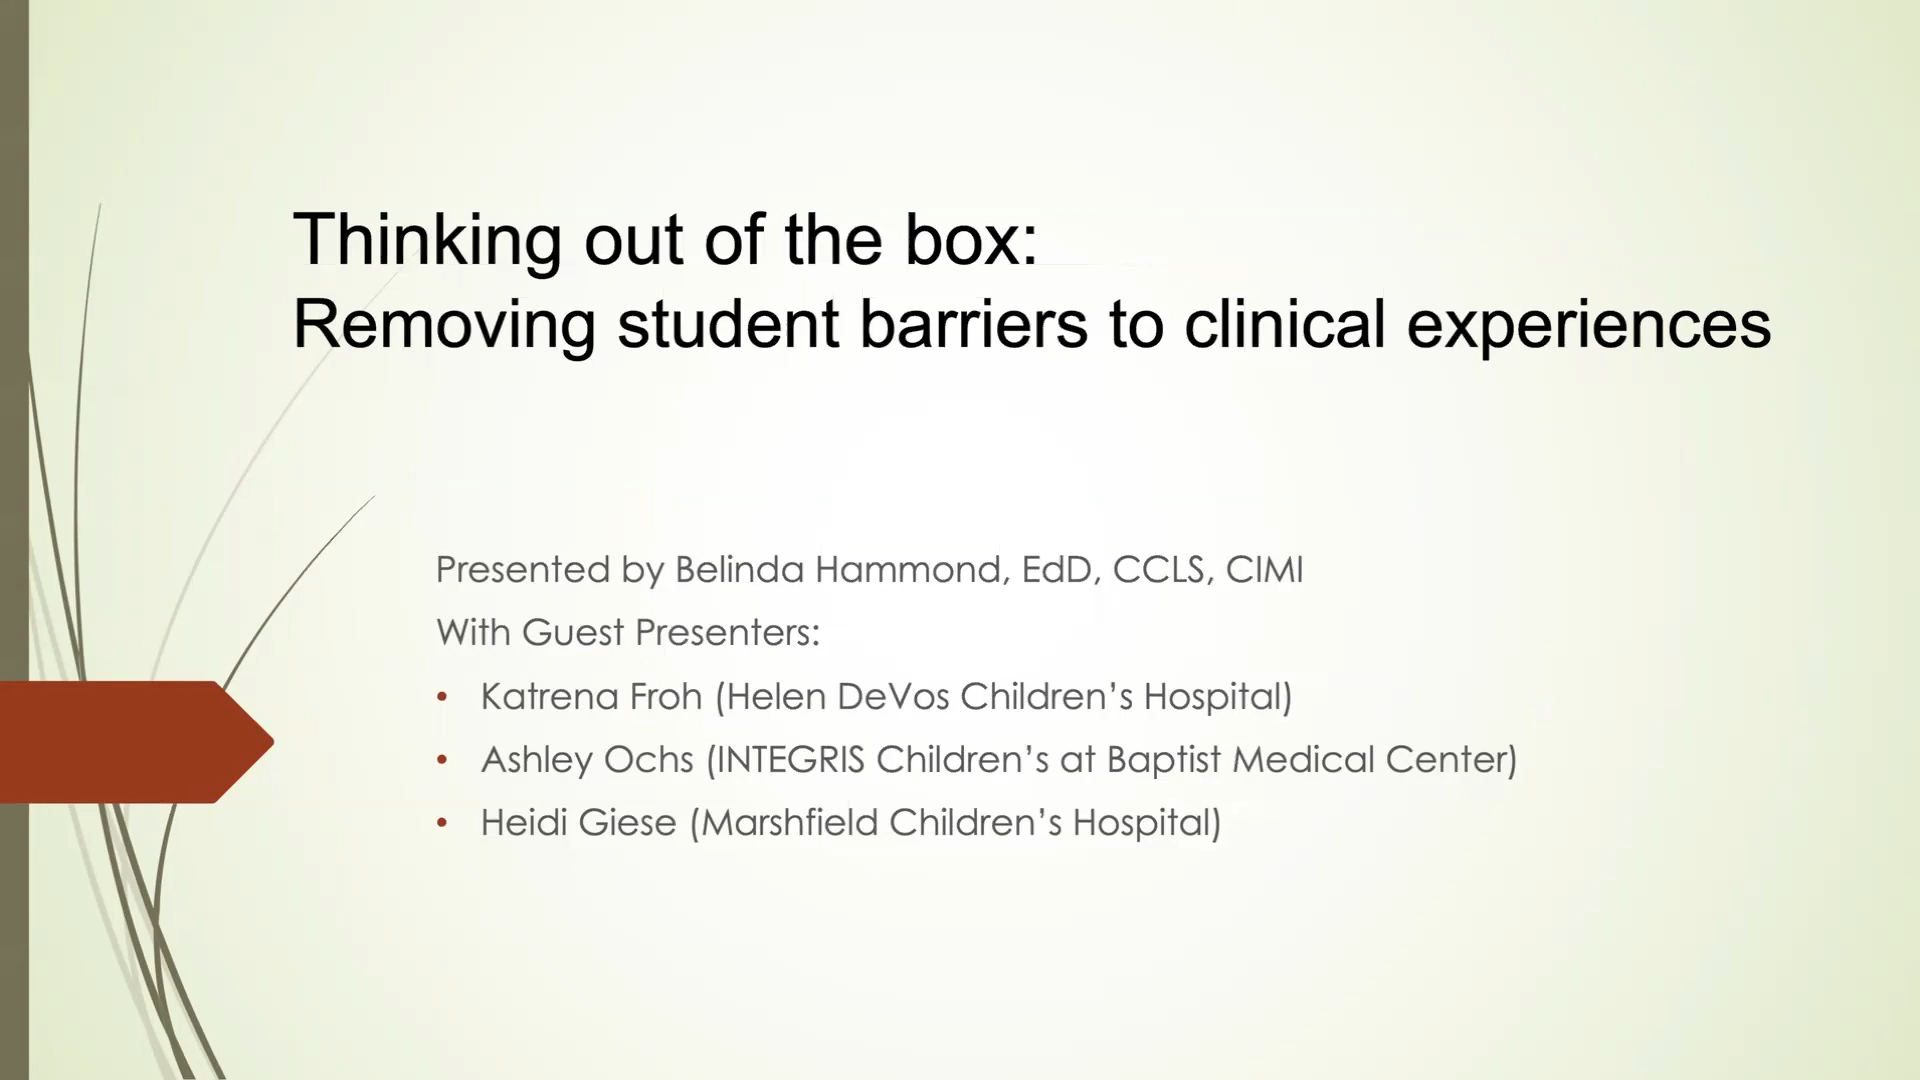 Thinking out of the box:
Removing student barriers to clinical experiences
Presented by Belinda Hammond, EdD, CCLS, CIMI
With Guest Presenters:
• Katrena Froh (Helen DeVos Children’s Hospital)
• Ashley Ochs (INTEGRIS Children’s at Baptist Medical Center)
• Heidi Giese (Marshfield Children’s Hospital)